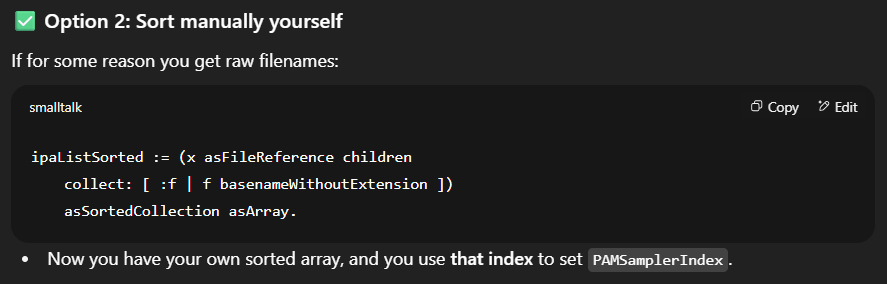 ✅ Option 2: Sort manually yourself
If for some reason you get raw filenames:
smalltalk Copy Edit
ipaListSorted := (x asFileReference children
    collect: [ :f | f basenameWithoutExtension ])
    asSortedCollection asArray.
• Now you have your own sorted array, and you use that index to set PAMSamplerIndex.